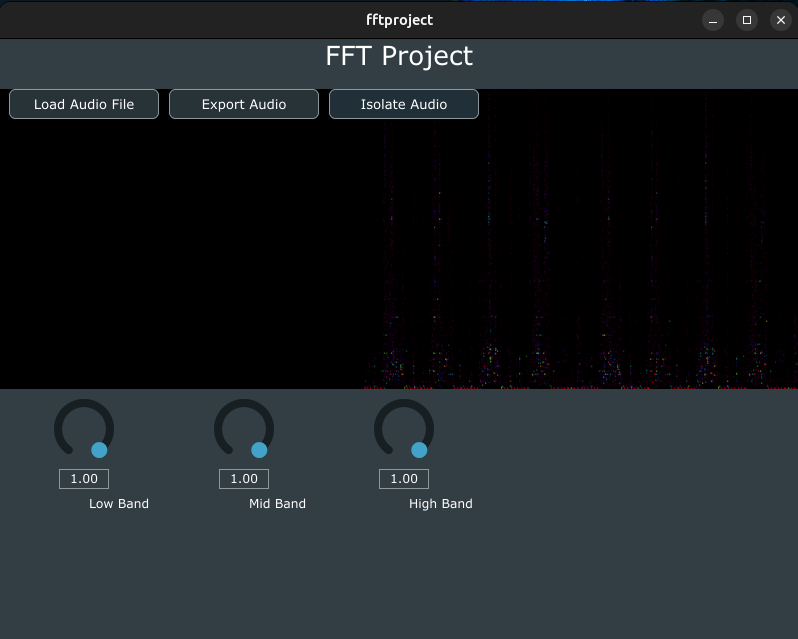 fftproject
FFT Project
Load Audio File Export Audio Isolate Audio
1.00 1.00 1.00
Low Band Mid Band High Band